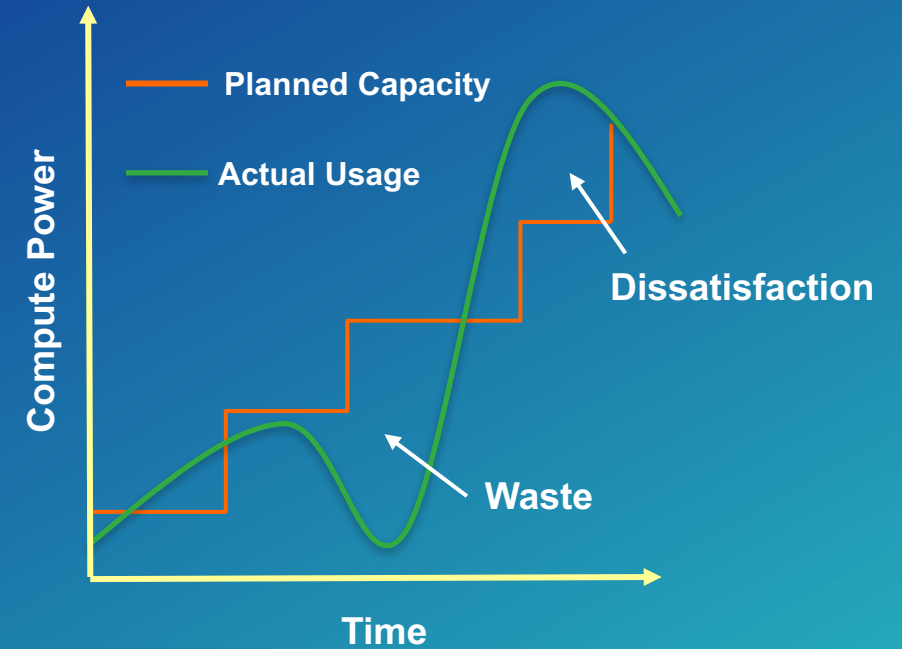 Planned Capacity
Actual Usage
Compute Power
Dissatisfaction
Waste
Time